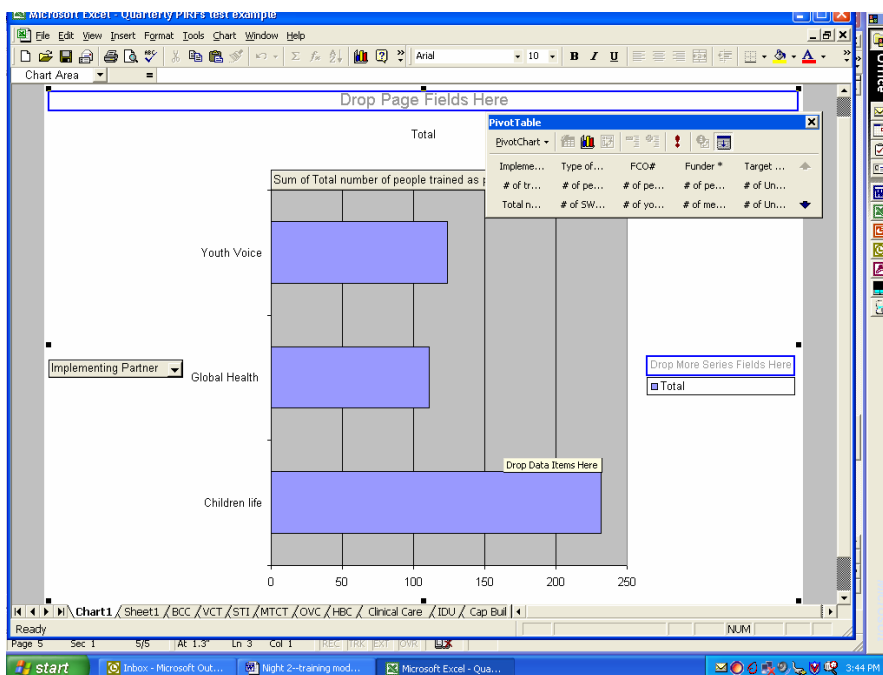 Microsoft Excel - Quarterly PIRFs test example
File Edit View Insert Format Tools Chart Window Help
Arial 10 B I U
Chart Area =
Drop Page Fields Here
Total
PivotTable
PivotChart
Impleme... Type of... FCO# Funder * Target ...
# of tr... # of pe... # of pe... # of pe... # of Un...
Total n... # of SW... # of yo... # of me... # of Un...
Sum of Total number of people trained as p
Youth Voice
Implementing Partner
Global Health
Drop More Series Fields Here
Total
Drop Data Items Here
Children life
0 50 100 150 200 250
Chart1 Sheet1 BCC VCT STI MTCT OVC HBC Clinical Care IDU Cap Buil
Ready NUM
Page 5 Sec 1 5/5 At 1.3" Ln 3 Col 1 REC TRK EXT OVR
start Inbox - Microsoft Out... Night 2--training mod... Microsoft Excel - Qua... 3:44 PM
Office